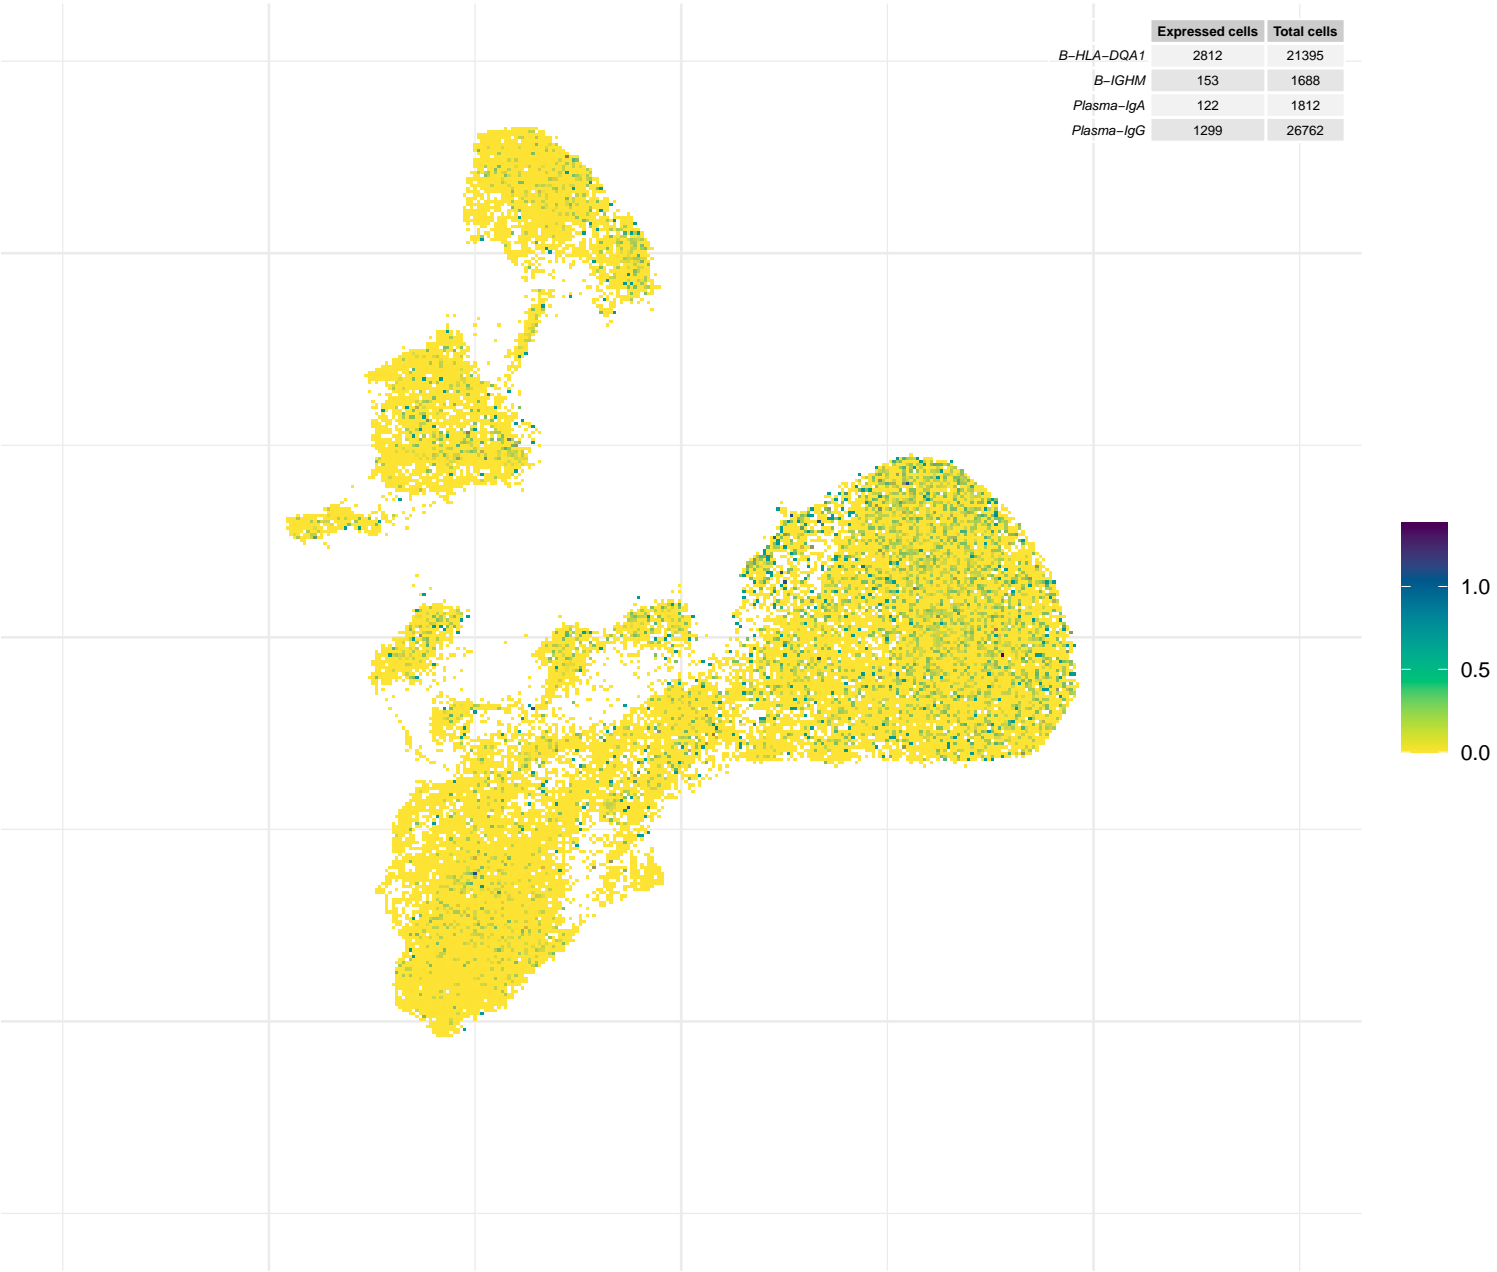 Expressed cells Total cells
B−HLA−DQA1 2812 21395
B−IGHM 153 1688
Plasma−IgA 122 1812
Plasma−IgG 1299 26762
1.0
0.5
0.0